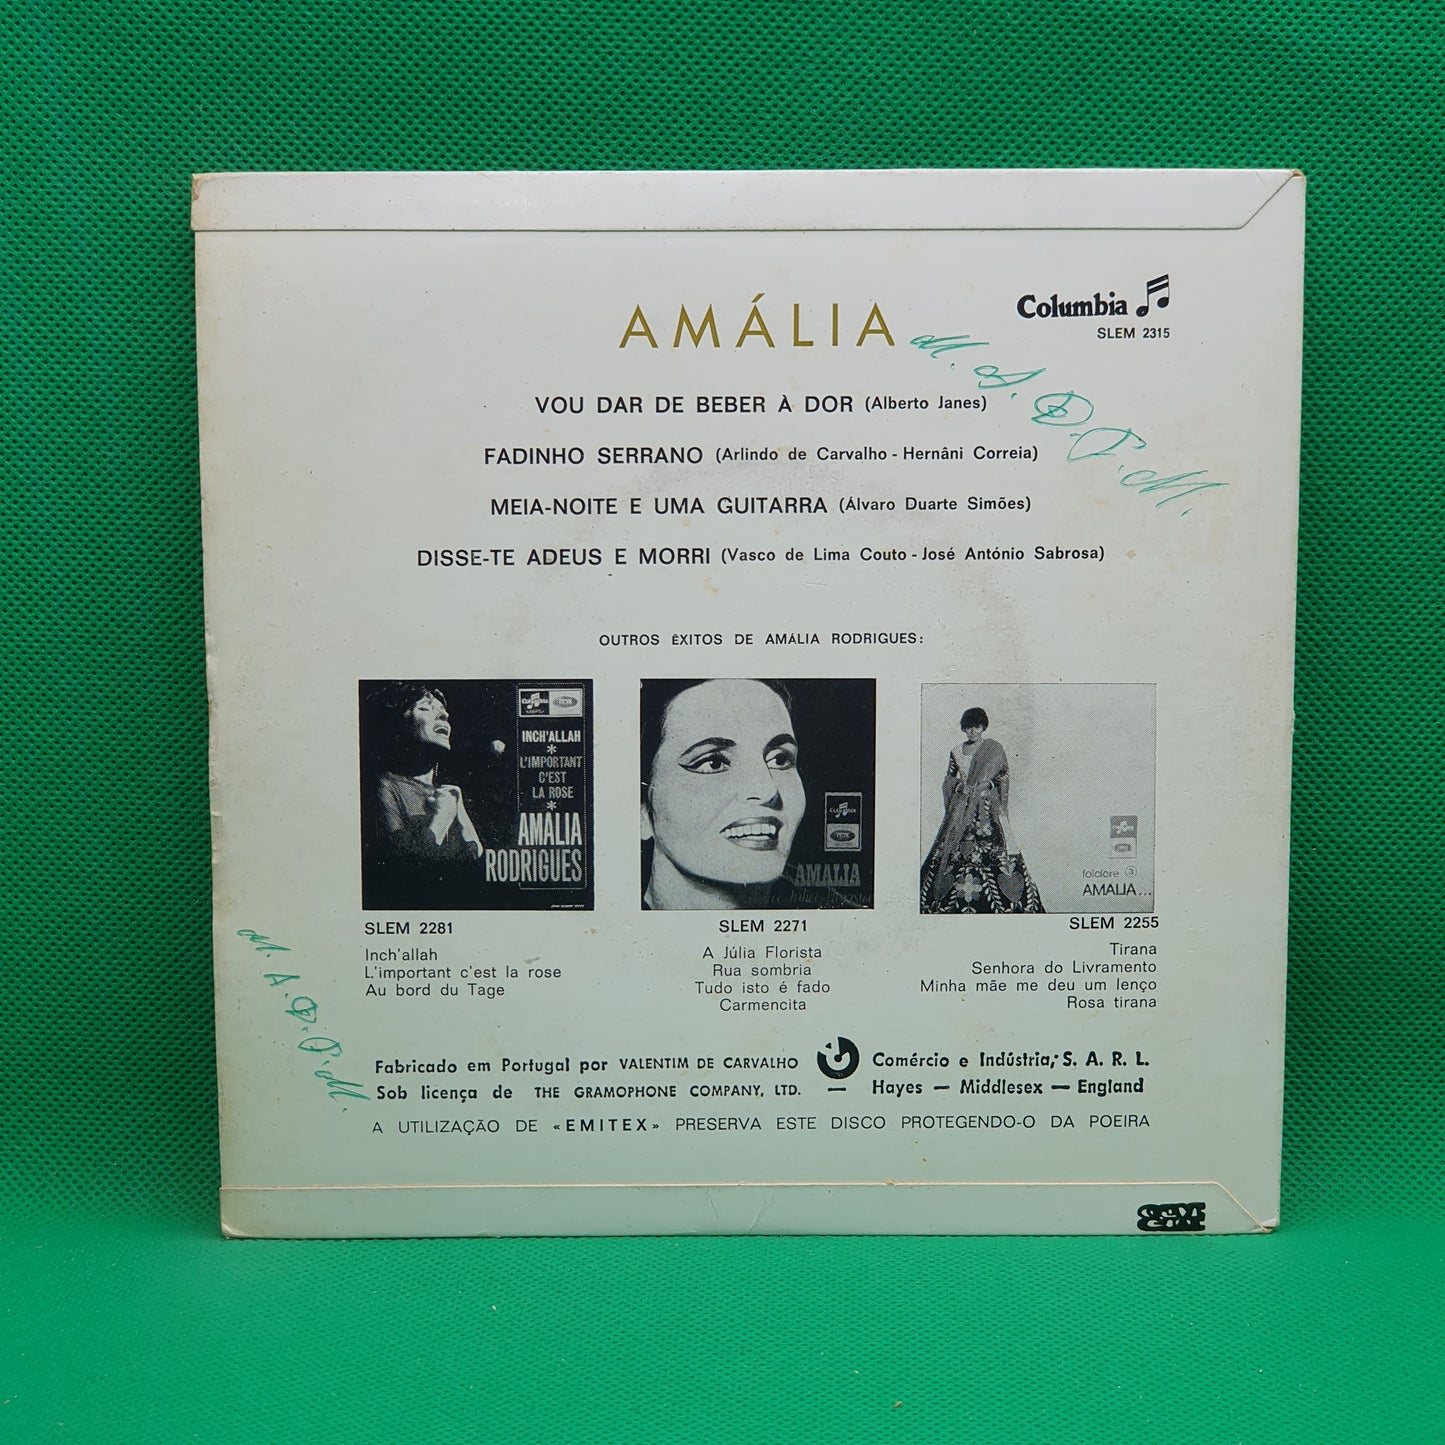 AMÁLIA
Columbia
SLEM 2315
VOU DAR DE BEBER À DOR (Alberto Janes)
FADINHO SERRANO (Arlindo de Carvalho - Hernâni Correia)
MEIA-NOITE E UMA GUITARRA (Álvaro Duarte Simões)
DISSE-TE ADEUS E MORRI (Vasco de Lima Couto - José António Sabrosa)
OUTROS ÊXITOS DE AMÁLIA RODRIGUES:
Columbia
INCH'ALLAH
*
L'IMPORTANT
C'EST
LA ROSE
*
AMÁLIA
RODRIGUES
SLEM 2281
Inch'allah
L'important c'est la rose
Au bord du Tage
Columbia
AMALIA
SLEM 2271
A Júlia Florista
Rua sombria
Tudo isto é fado
Carmencita
folclore 3
AMALIA...
SLEM 2255
Tirana
Senhora do Livramento
Minha mãe me deu um lenço
Rosa tirana
Fabricado em Portugal por VALENTIM DE CARVALHO Comércio e Indústria, S. A. R. L.
Sob licença de THE GRAMOPHONE COMPANY, LTD. — Hayes — Middlesex — England
A UTILIZAÇÃO DE «EMITEX» PRESERVA ESTE DISCO PROTEGENDO-O DA POEIRA